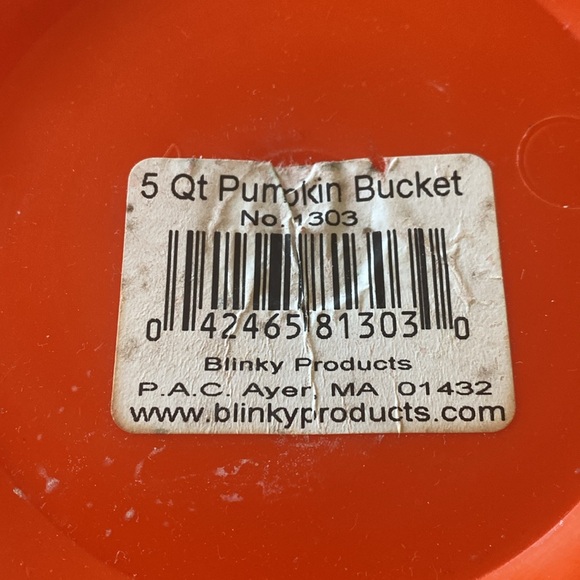 5 Qt Pumpkin Bucket
No. 1303
0 42465 81303 0
Blinky Products
P.A.C. Ayer, MA 01432
www.blinkyproducts.com